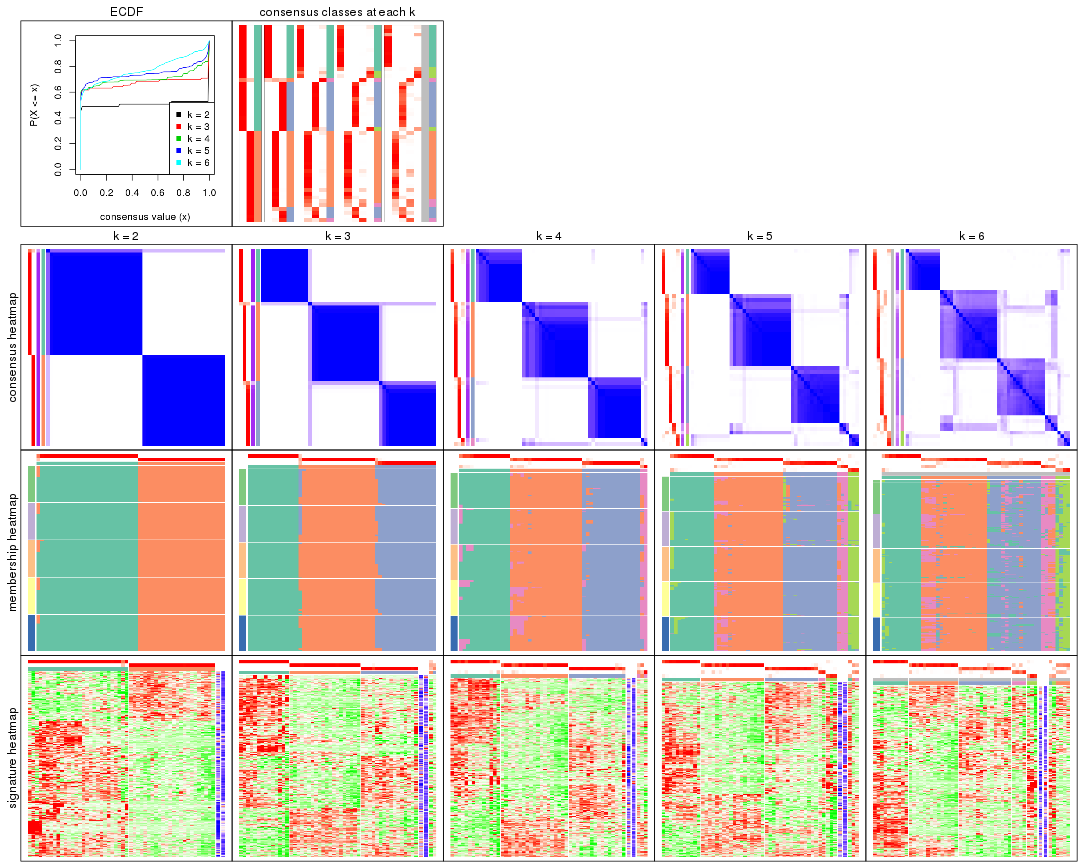 ECDF
consensus classes at each k
P(X <= x)
0.0
0.2
0.4
0.6
0.8
1.0
k = 2
k = 3
k = 4
k = 5
k = 6
0.0 0.2 0.4 0.6 0.8 1.0
consensus value (x)
k = 2
k = 3
k = 4
k = 5
k = 6
consensus heatmap
membership heatmap
signature heatmap